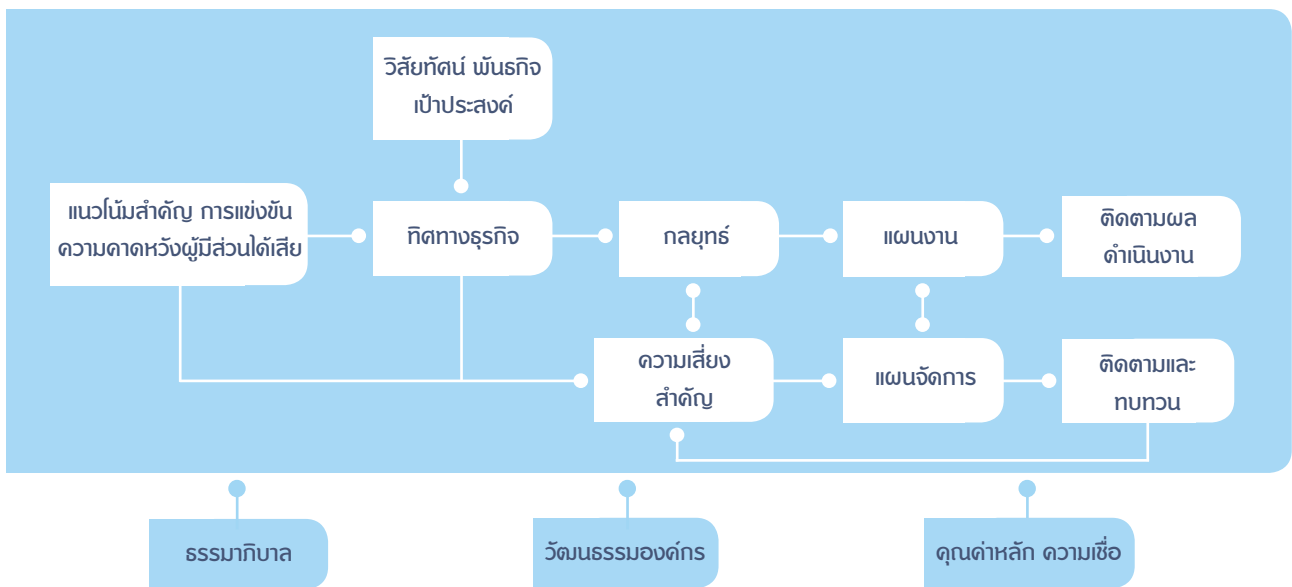 วิสัยทัศน์ พันธกิจ
เป้าประสงค์
แนวโน้มสำคัญ การแข่งขัน
ความคาดหวังผู้มีส่วนได้เสีย
ทิศทางธุรกิจ
กลยุทธ์
แผนงาน
ติดตามผล
ดำเนินงาน
ความเสี่ยง
สำคัญ
แผนจัดการ
ติดตามและ
ทบทวน
ธรรมาภิบาล
วัฒนธรรมองค์กร
คุณค่าหลัก ความเชื่อ